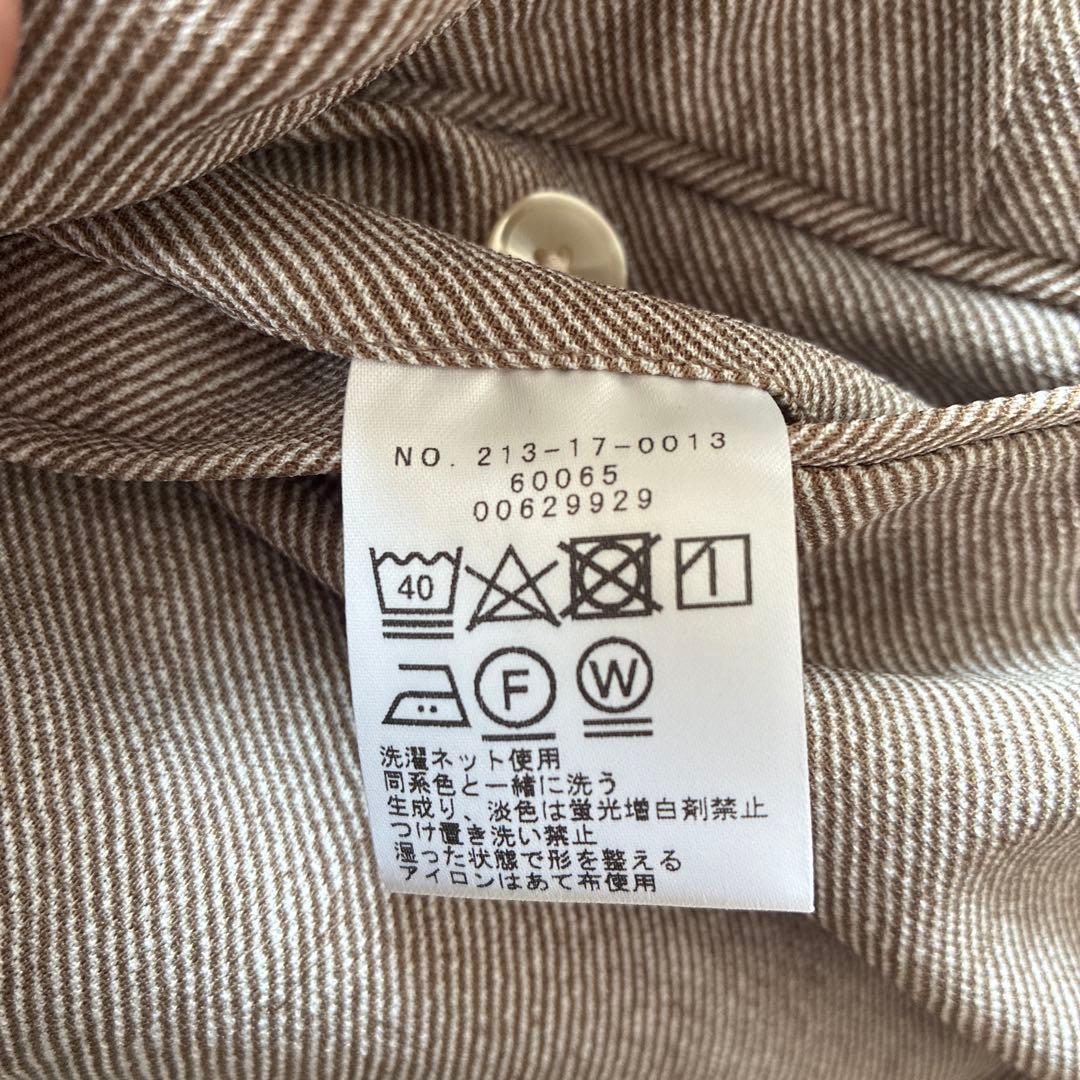 NO. 213-17-0013
60065
00629929
40
F W
洗濯ネット使用
同系色と一緒に洗う
生成り、淡色は蛍光増白剤禁止
つけ置き洗い禁止
湿った状態で形を整える
アイロンはあて布使用